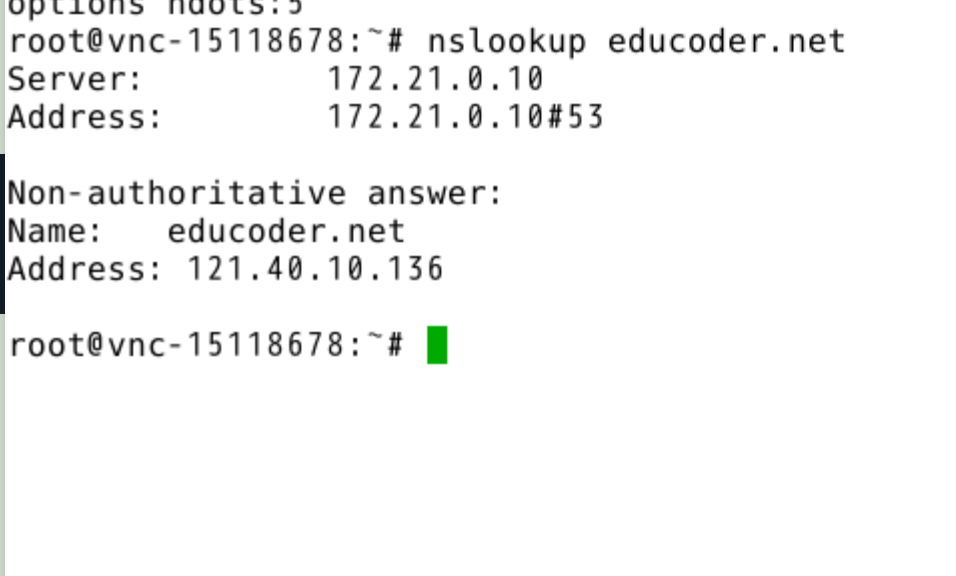 options ndots:5
root@vnc-15118678:~# nslookup educoder.net
Server:		172.21.0.10
Address:	172.21.0.10#53
Non-authoritative answer:
Name:	educoder.net
Address: 121.40.10.136
root@vnc-15118678:~#